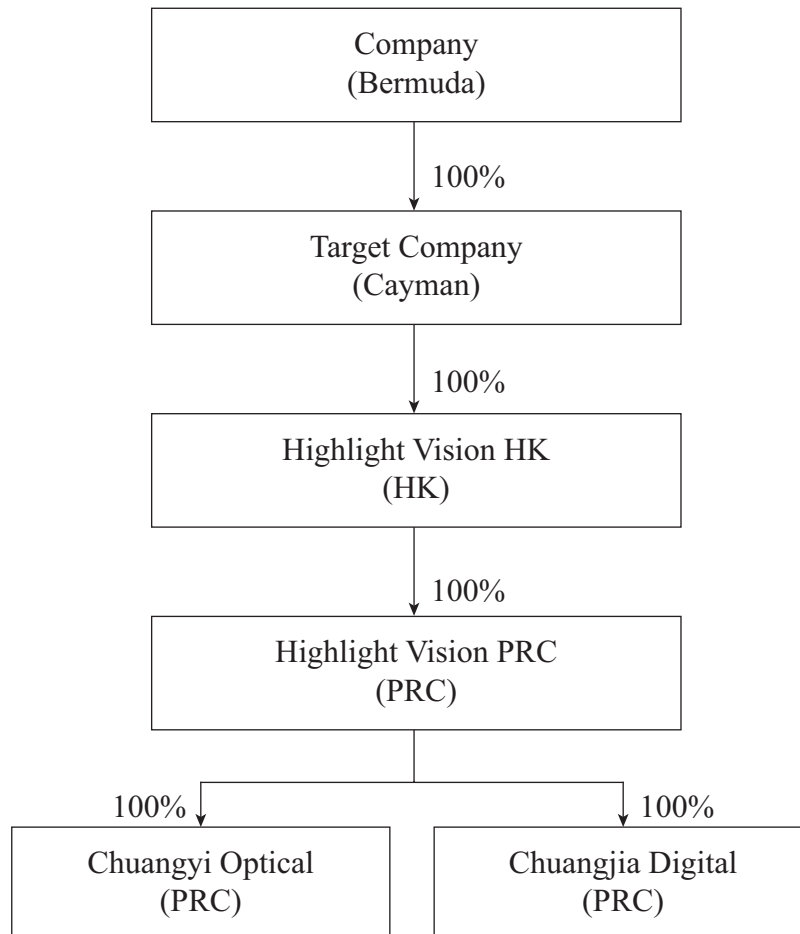 Company
(Bermuda)
100%
Target Company
(Cayman)
100%
Highlight Vision HK
(HK)
100%
Highlight Vision PRC
(PRC)
100%
100%
Chuangyi Optical
(PRC)
Chuangjia Digital
(PRC)